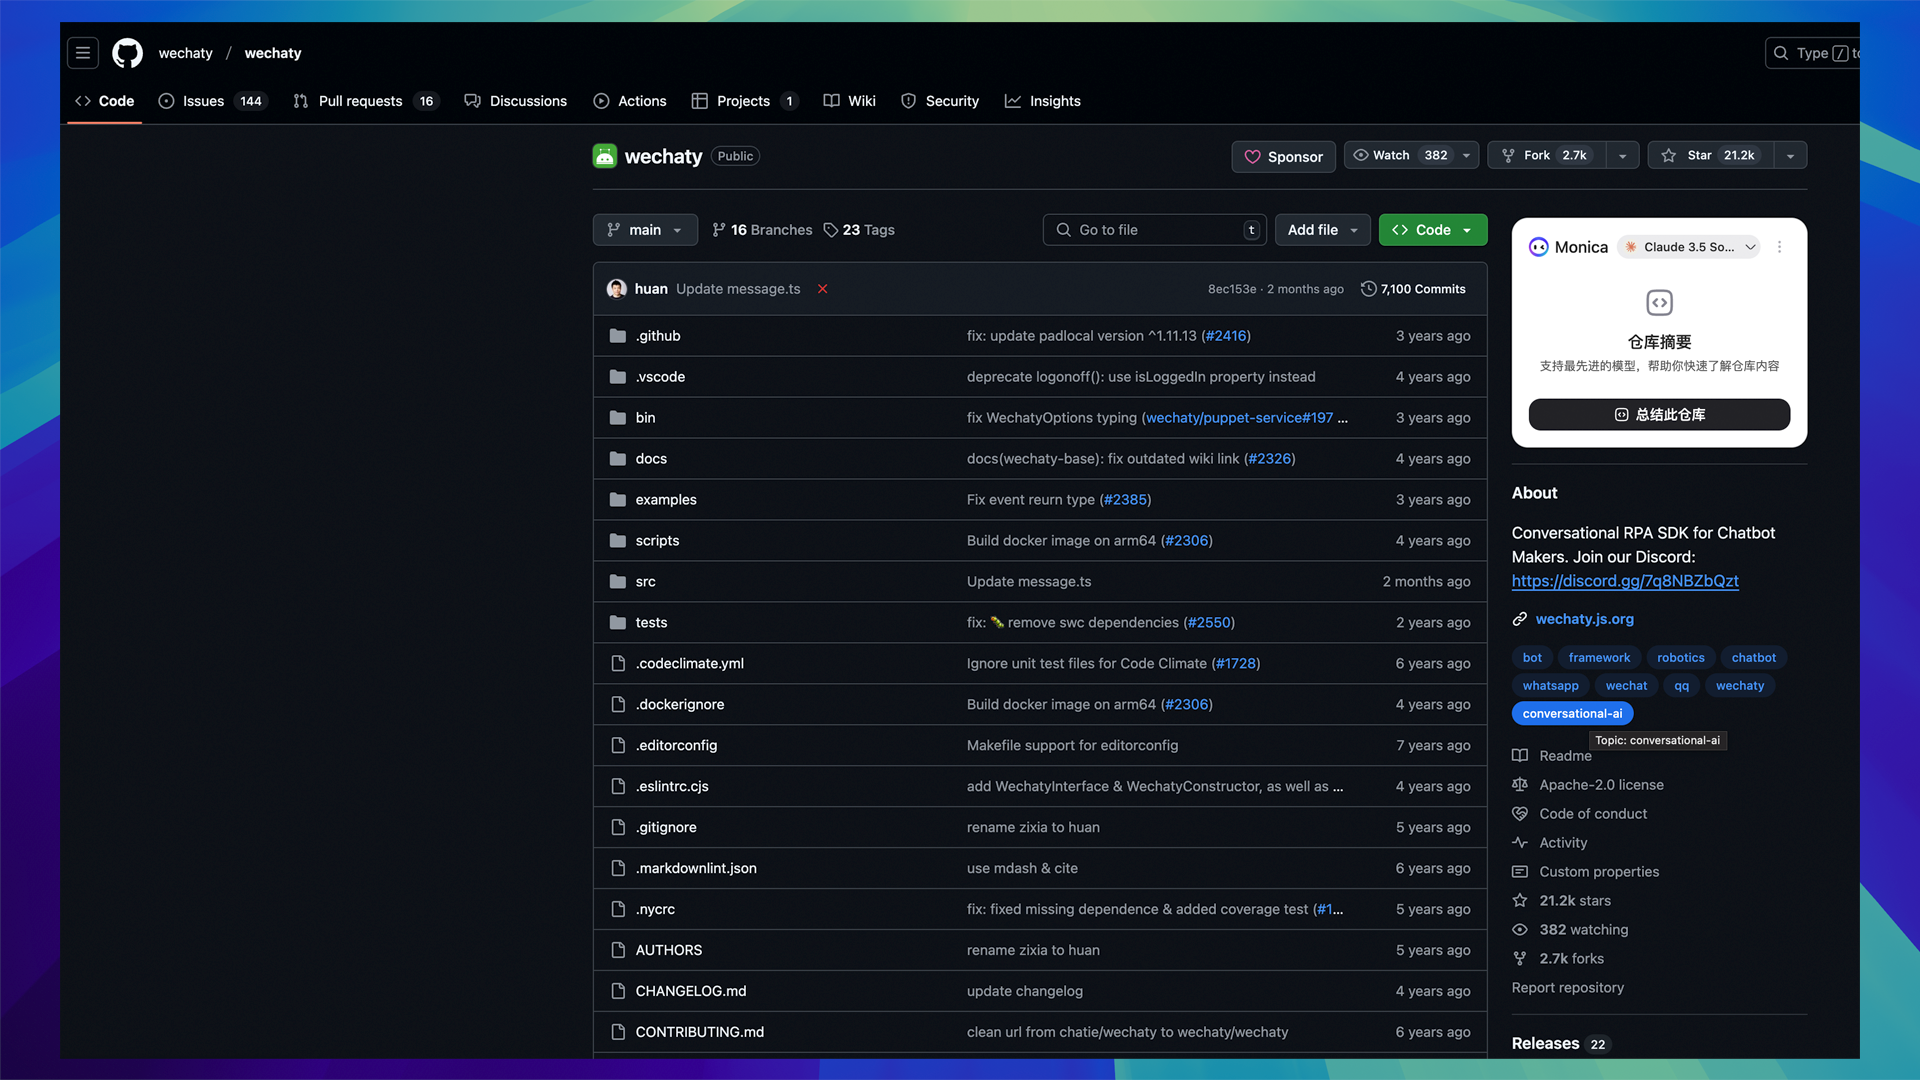 wechaty / wechaty
Type / to
Code
Issues 144
Pull requests 16
Discussions
Actions
Projects 1
Wiki
Security
Insights
wechaty Public
Sponsor
Watch 382
Fork 2.7k
Star 21.2k
main
16 Branches
23 Tags
Go to file t
Add file
Code
huan Update message.ts
8ec153e · 2 months ago
7,100 Commits
.github fix: update padlocal version ^1.11.13 (#2416) 3 years ago
.vscode deprecate logonoff(): use isLoggedIn property instead 4 years ago
bin fix WechatyOptions typing (wechaty/puppet-service#197 ... 3 years ago
docs docs(wechaty-base): fix outdated wiki link (#2326) 4 years ago
examples Fix event reurn type (#2385) 3 years ago
scripts Build docker image on arm64 (#2306) 4 years ago
src Update message.ts 2 months ago
tests fix: 🐛 remove swc dependencies (#2550) 2 years ago
.codeclimate.yml Ignore unit test files for Code Climate (#1728) 6 years ago
.dockerignore Build docker image on arm64 (#2306) 4 years ago
.editorconfig Makefile support for editorconfig 7 years ago
.eslintrc.cjs add WechatyInterface & WechatyConstructor, as well as ... 4 years ago
.gitignore rename zixia to huan 5 years ago
.markdownlint.json use mdash & cite 6 years ago
.nycrc fix: fixed missing dependence & added coverage test (#1... 5 years ago
AUTHORS rename zixia to huan 5 years ago
CHANGELOG.md update changelog 4 years ago
CONTRIBUTING.md clean url from chatie/wechaty to wechaty/wechaty 6 years ago
Monica Claude 3.5 So...
仓库摘要
支持最先进的模型，帮助你快速了解仓库内容
总结此仓库
About
Conversational RPA SDK for Chatbot
Makers. Join our Discord:
https://discord.gg/7q8NBZbQzt
wechaty.js.org
bot framework robotics chatbot
whatsapp wechat qq wechaty
conversational-ai
Topic: conversational-ai
Readme
Apache-2.0 license
Code of conduct
Activity
Custom properties
21.2k stars
382 watching
2.7k forks
Report repository
Releases 22